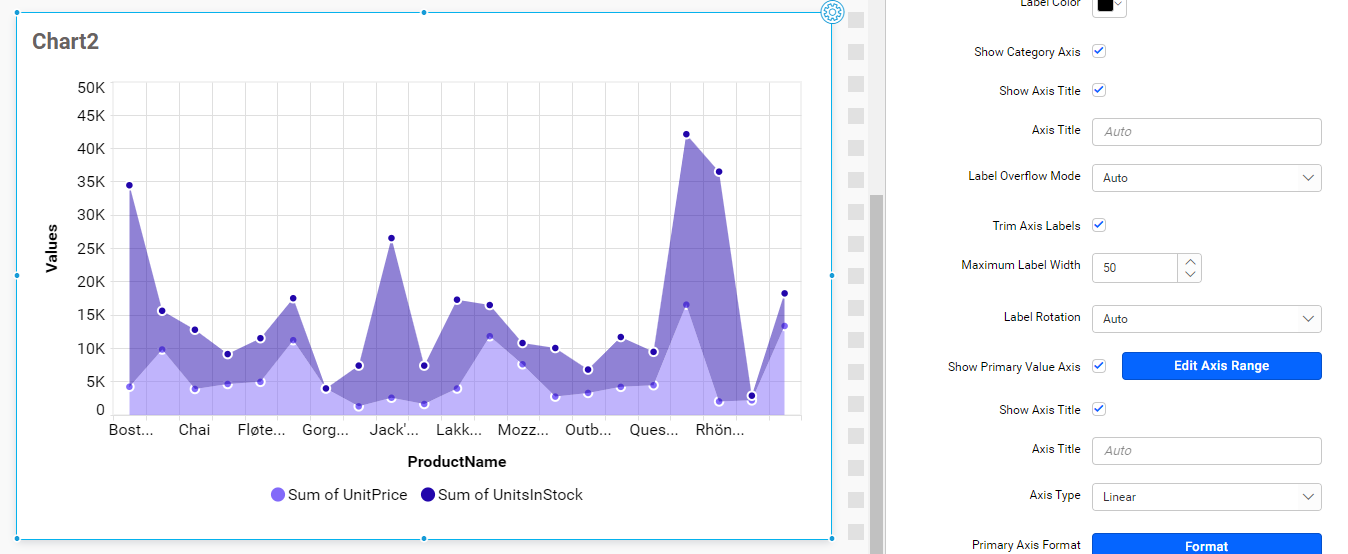 Chart2
50K
45K
40K
35K
30K
25K
20K
15K
10K
5K
0
Values
Bost... Chai Fløte... Gorg... Jack'... Lakk... Mozz... Outb... Ques... Rhön...
ProductName
Sum of UnitPrice Sum of UnitsInStock
Label Color
Show Category Axis
Show Axis Title
Axis Title Auto
Label Overflow Mode Auto
Trim Axis Labels
Maximum Label Width 50
Label Rotation Auto
Show Primary Value Axis Edit Axis Range
Show Axis Title
Axis Title Auto
Axis Type Linear
Primary Axis Format Format